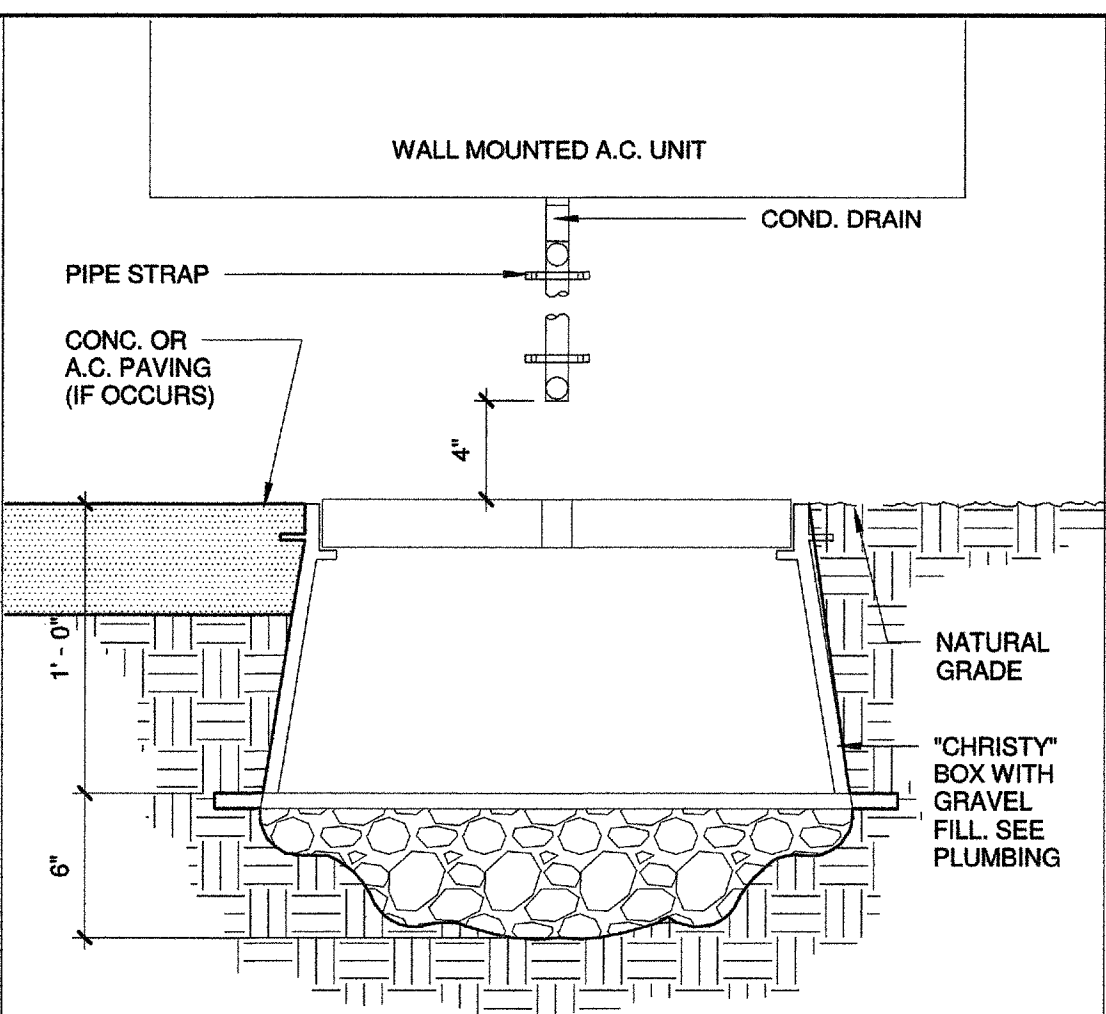 WALL MOUNTED A.C. UNIT
COND. DRAIN
PIPE STRAP
CONC. OR
A.C. PAVING
(IF OCCURS)
4"
1' - 0"
NATURAL
GRADE
"CHRISTY"
BOX WITH
GRAVEL
FILL. SEE
PLUMBING
6"